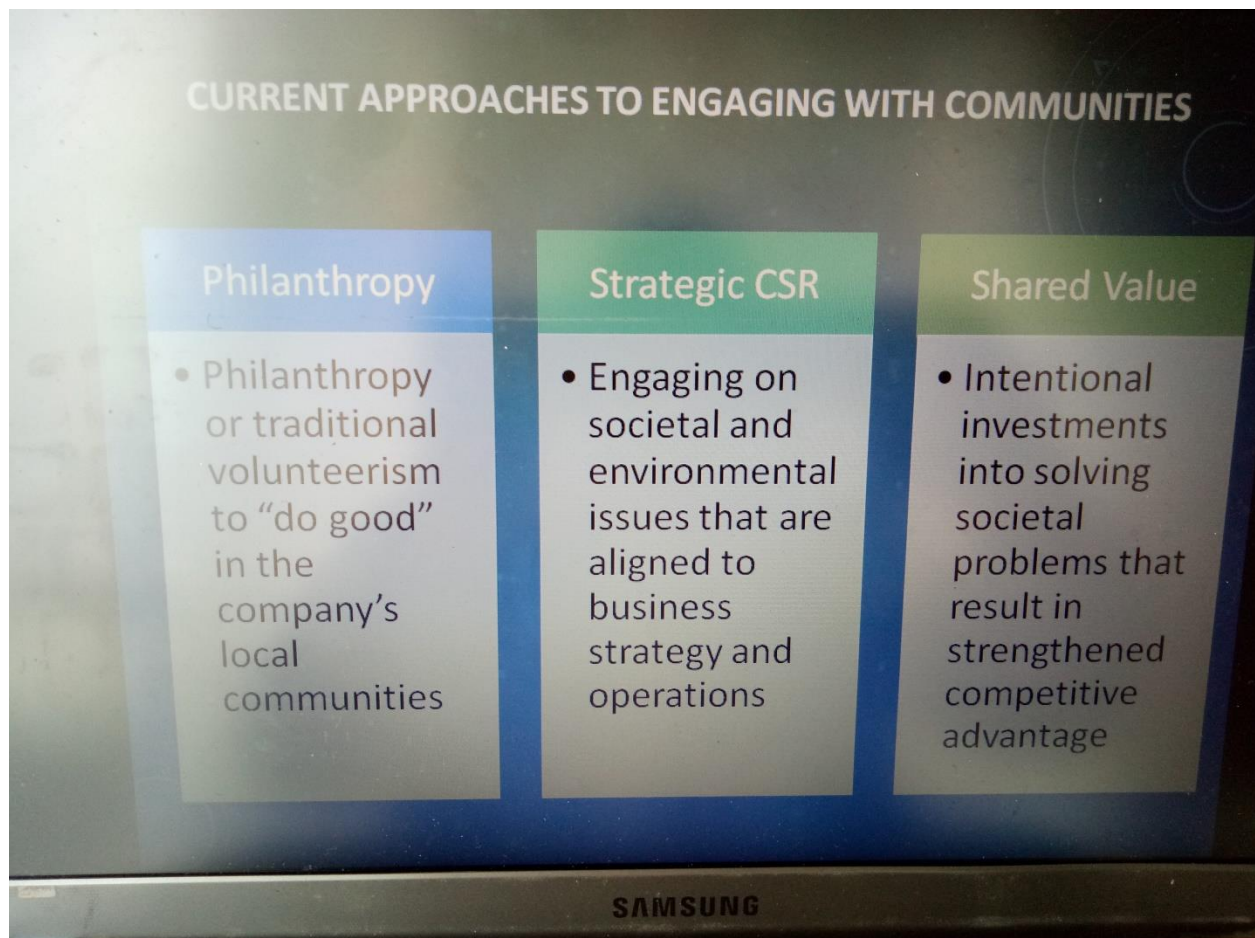 CURRENT APPROACHES TO ENGAGING WITH COMMUNITIES
Philanthropy
• Philanthropy
or traditional
volunteerism
to “do good”
in the
company’s
local
communities
Strategic CSR
• Engaging on
societal and
environmental
issues that are
aligned to
business
strategy and
operations
Shared Value
• Intentional
investments
into solving
societal
problems that
result in
strengthened
competitive
advantage
SAMSUNG